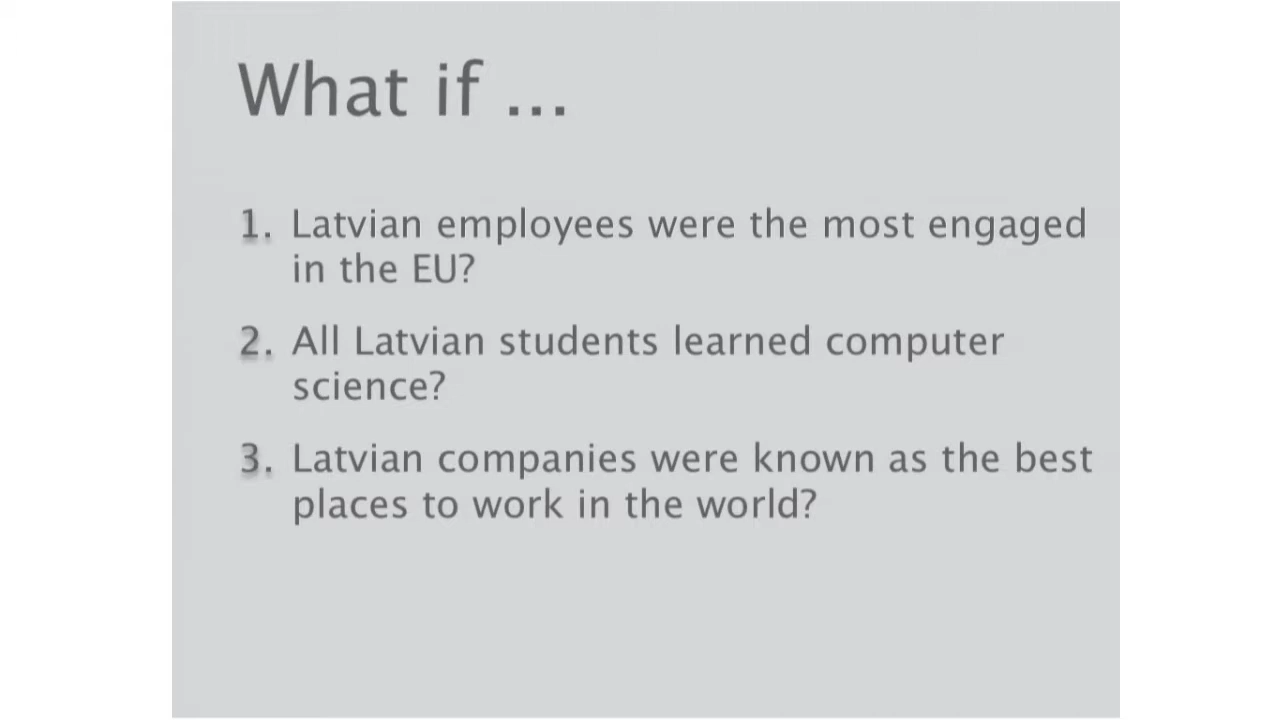 What if ...
1. Latvian employees were the most engaged
in the EU?
2. All Latvian students learned computer
science?
3. Latvian companies were known as the best
places to work in the world?